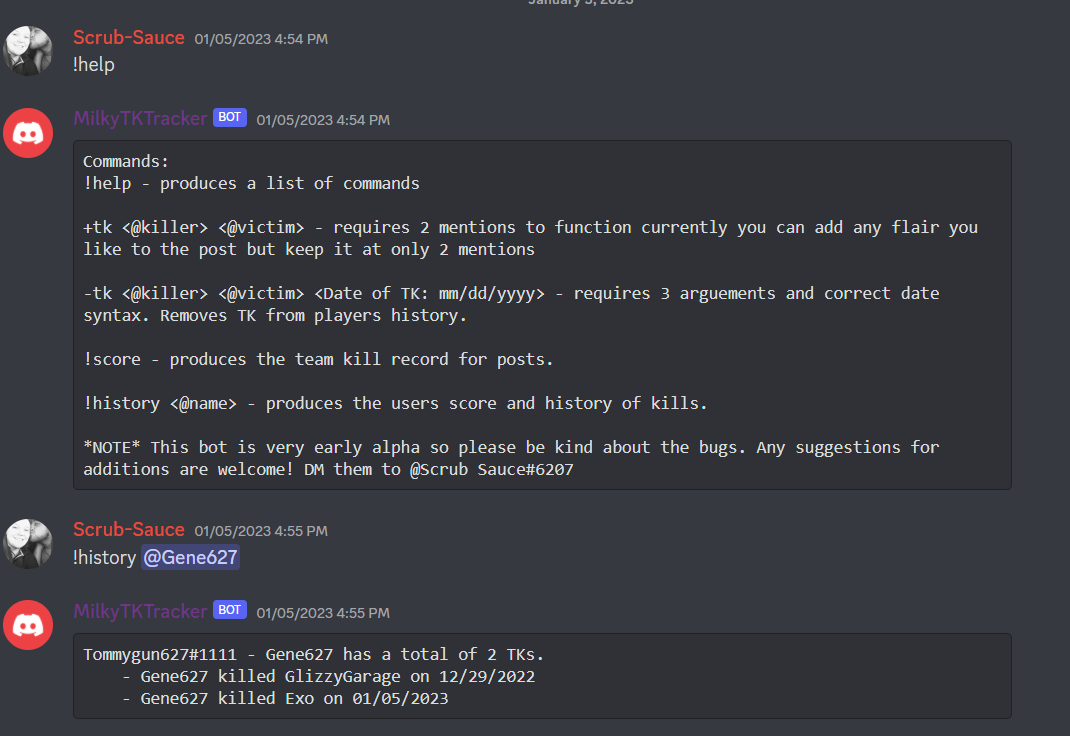 January 5, 2023
Scrub-Sauce 01/05/2023 4:54 PM
!help
MilkyTKTracker BOT 01/05/2023 4:54 PM
Commands:
!help - produces a list of commands
+tk <@killer> <@victim> - requires 2 mentions to function currently you can add any flair you
like to the post but keep it at only 2 mentions
-tk <@killer> <@victim> <Date of TK: mm/dd/yyyy> - requires 3 arguements and correct date
syntax. Removes TK from players history.
!score - produces the team kill record for posts.
!history <@name> - produces the users score and history of kills.
*NOTE* This bot is very early alpha so please be kind about the bugs. Any suggestions for
additions are welcome! DM them to @Scrub Sauce#6207
Scrub-Sauce 01/05/2023 4:55 PM
!history @Gene627
MilkyTKTracker BOT 01/05/2023 4:55 PM
Tommygun627#1111 - Gene627 has a total of 2 TKs.
- Gene627 killed GlizzyGarage on 12/29/2022
- Gene627 killed Exo on 01/05/2023